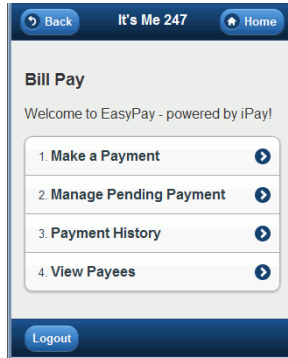 Back It's Me 247 Home
Bill Pay
Welcome to EasyPay - powered by iPay!
1. Make a Payment
2. Manage Pending Payment
3. Payment History
4. View Payees
Logout